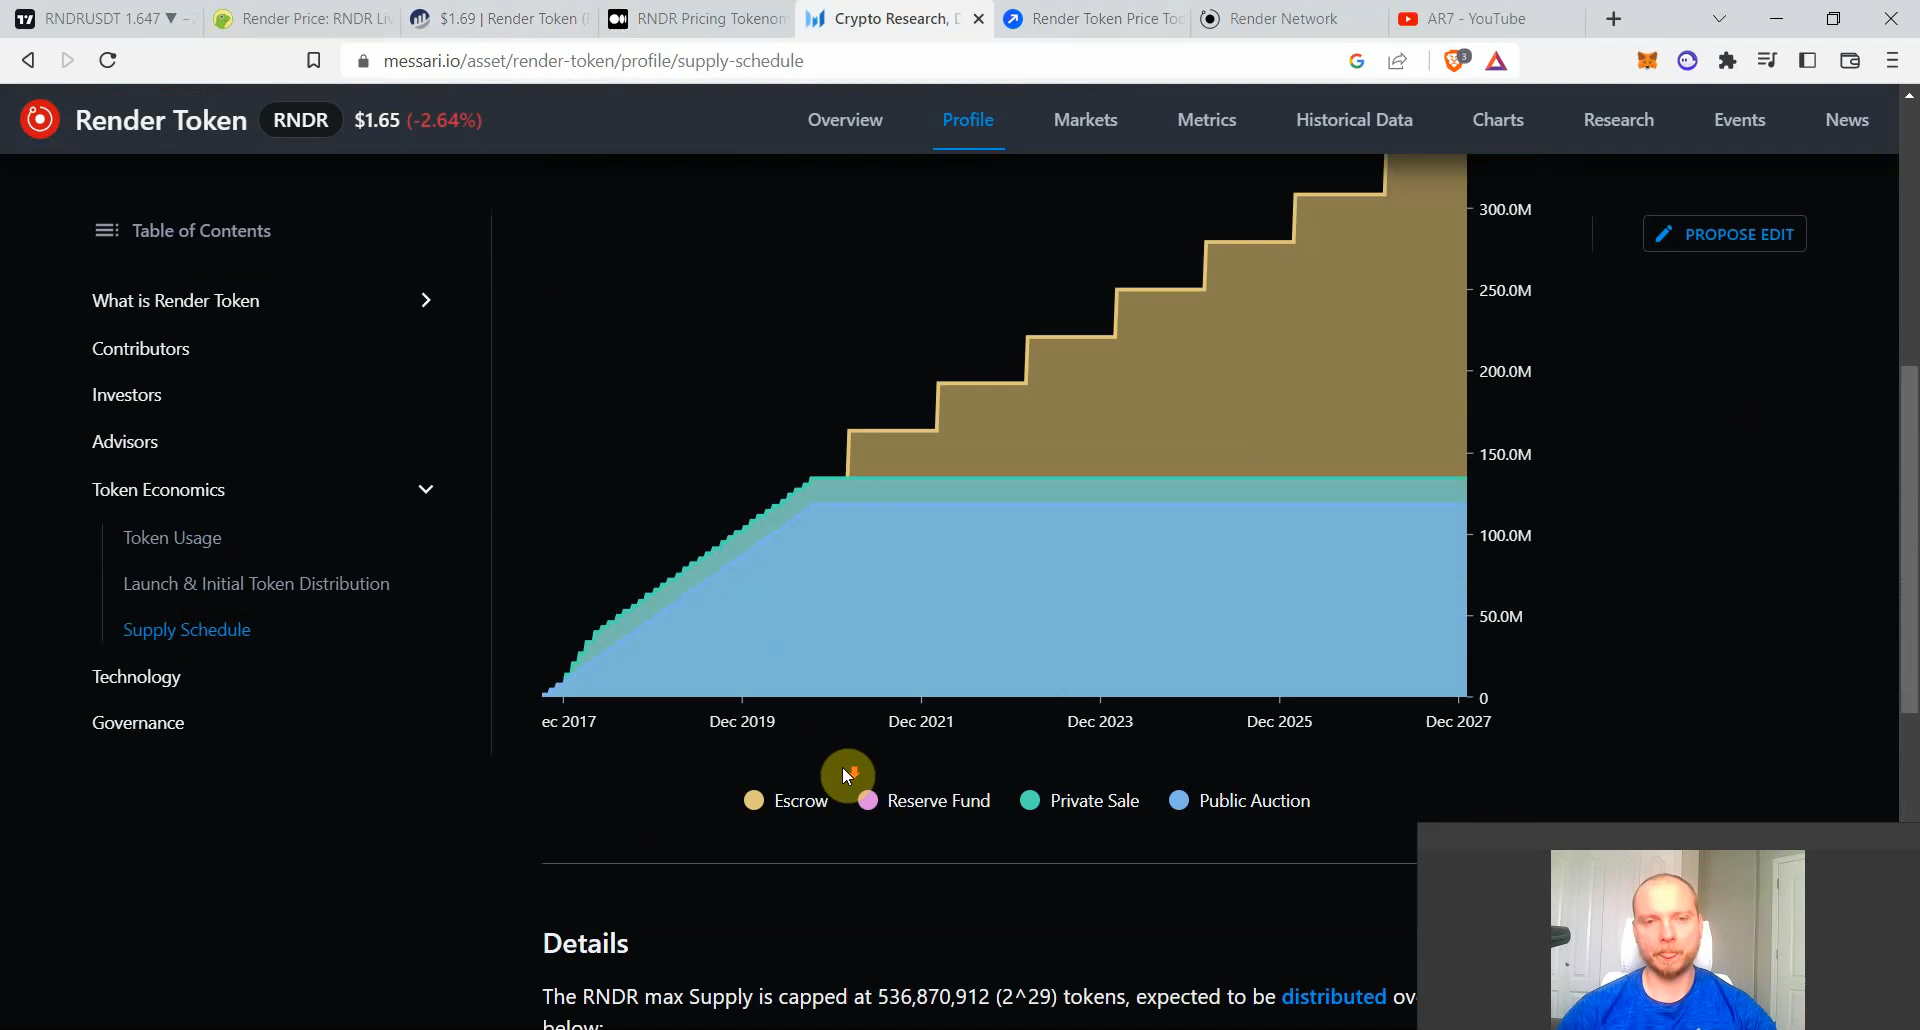 RNDRUSDT 1.647 ▼ –
Render Price: RNDR Liv
$1.69 | Render Token (
RNDR Pricing Tokenom
Crypto Research, D
Render Token Price Too
Render Network
AR7 - YouTube
messari.io/asset/render-token/profile/supply-schedule
3
Render Token RNDR $1.65 (-2.64%)
Overview
Profile
Markets
Metrics
Historical Data
Charts
Research
Events
News
Table of Contents
What is Render Token
Contributors
Investors
Advisors
Token Economics
Token Usage
Launch & Initial Token Distribution
Supply Schedule
Technology
Governance
PROPOSE EDIT
300.0M
250.0M
200.0M
150.0M
100.0M
50.0M
0
ec 2017
Dec 2019
Dec 2021
Dec 2023
Dec 2025
Dec 2027
Escrow
Reserve Fund
Private Sale
Public Auction
Details
The RNDR max Supply is capped at 536,870,912 (2^29) tokens, expected to be distributed ov
below: